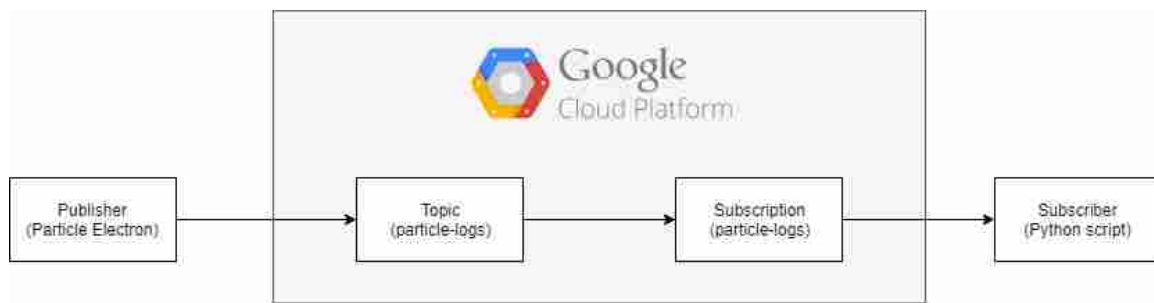 Google
Cloud Platform
Publisher
(Particle Electron)
Topic
(particle-logs)
Subscription
(particle-logs)
Subscriber
(Python script)